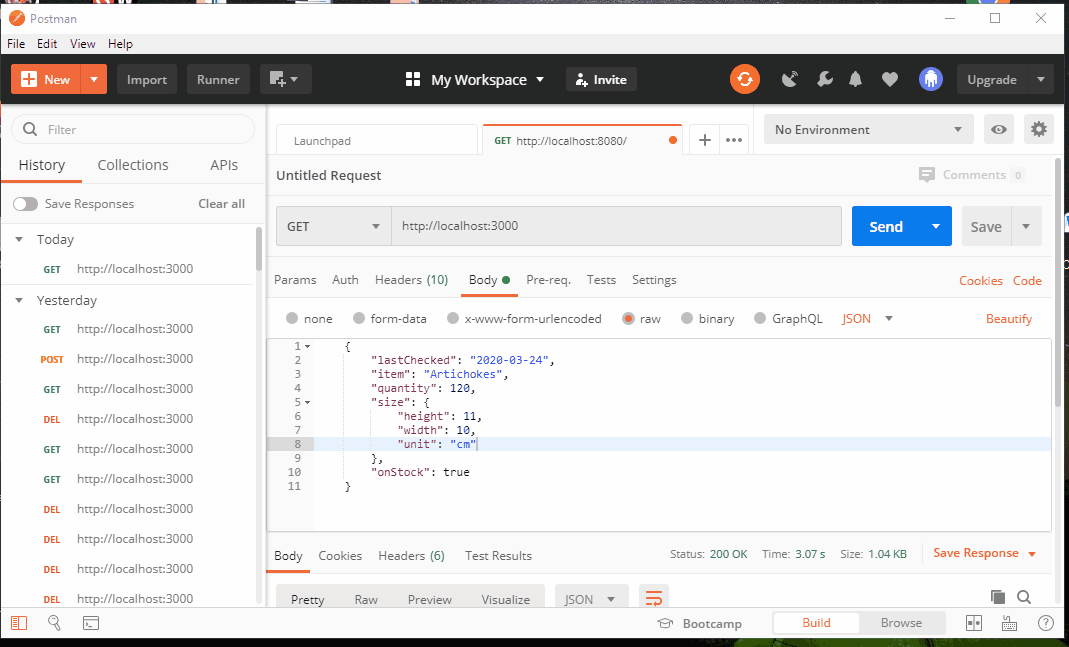 Postman
File Edit View Help
New Import Runner My Workspace Invite Upgrade
Filter
History Collections APIs
Save Responses Clear all
Today
GET http://localhost:3000
Yesterday
GET http://localhost:3000
POST http://localhost:3000
GET http://localhost:3000
DEL http://localhost:3000
GET http://localhost:3000
GET http://localhost:3000
DEL http://localhost:3000
DEL http://localhost:3000
DEL http://localhost:3000
DEL http://localhost:3000
Launchpad GET http://localhost:8080/ No Environment
Untitled Request Comments 0
GET http://localhost:3000 Send Save
Params Auth Headers (10) Body Pre-req. Tests Settings Cookies Code
none form-data x-www-form-urlencoded raw binary GraphQL JSON Beautify
1 {
2 "lastChecked": "2020-03-24",
3 "item": "Artichokes",
4 "quantity": 120,
5 "size": {
6 "height": 11,
7 "width": 10,
8 "unit": "cm"
9 },
10 "onStock": true
11 }
Body Cookies Headers (6) Test Results Status: 200 OK Time: 3.07 s Size: 1.04 KB Save Response
Pretty Raw Preview Visualize JSON
Bootcamp Build Browse